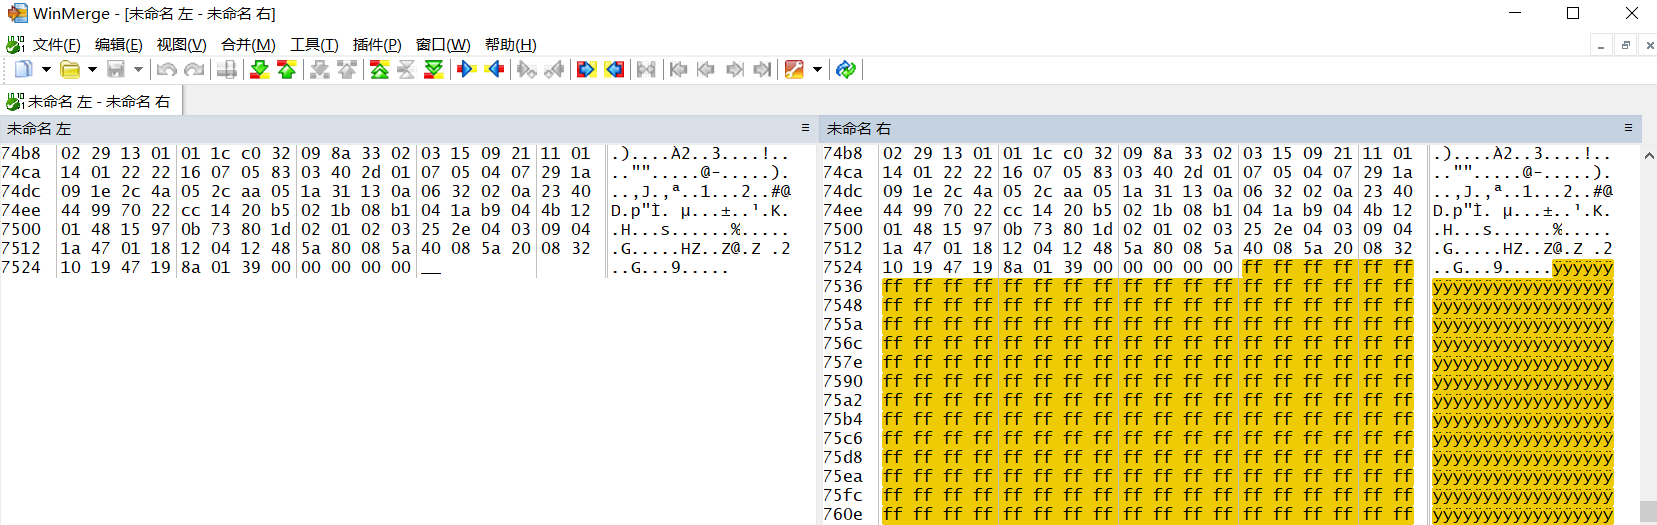 WinMerge - [未命名 左 - 未命名 右]
文件(F) 编辑(E) 视图(V) 合并(M) 工具(T) 插件(P) 窗口(W) 帮助(H)
未命名 左 - 未命名 右
未命名 左
74b8 02 29 13 01 01 1c c0 32 09 8a 33 02 03 15 09 21 11 01 .)....À2..3....!..
74ca 14 01 22 22 16 07 05 83 03 40 2d 01 07 05 04 07 29 1a .."".....@-.....).
74dc 09 1e 2c 4a 05 2c aa 05 1a 31 13 0a 06 32 02 0a 23 40 ..,J.,ª..1...2..#@
74ee 44 99 70 22 cc 14 20 b5 02 1b 08 b1 04 1a b9 04 4b 12 D.p"Ì. µ...±..¹.K.
7500 01 48 15 97 0b 73 80 1d 02 01 02 03 25 2e 04 03 09 04 .H...s......%.....
7512 1a 47 01 18 12 04 12 48 5a 80 08 5a 40 08 5a 20 08 32 .G.....HZ..Z@.Z .2
7524 10 19 47 19 8a 01 39 00 00 00 00 00 __ ..G...9.....
未命名 右
74b8 02 29 13 01 01 1c c0 32 09 8a 33 02 03 15 09 21 11 01 .)....À2..3....!..
74ca 14 01 22 22 16 07 05 83 03 40 2d 01 07 05 04 07 29 1a .."".....@-.....).
74dc 09 1e 2c 4a 05 2c aa 05 1a 31 13 0a 06 32 02 0a 23 40 ..,J.,ª..1...2..#@
74ee 44 99 70 22 cc 14 20 b5 02 1b 08 b1 04 1a b9 04 4b 12 D.p"Ì. µ...±..¹.K.
7500 01 48 15 97 0b 73 80 1d 02 01 02 03 25 2e 04 03 09 04 .H...s......%.....
7512 1a 47 01 18 12 04 12 48 5a 80 08 5a 40 08 5a 20 08 32 .G.....HZ..Z@.Z .2
7524 10 19 47 19 8a 01 39 00 00 00 00 00 ff ff ff ff ff ff ..G...9.....ÿÿÿÿÿÿ
7536 ff ff ff ff ff ff ff ff ff ff ff ff ff ff ff ff ff ff ÿÿÿÿÿÿÿÿÿÿÿÿÿÿÿÿÿÿ
7548 ff ff ff ff ff ff ff ff ff ff ff ff ff ff ff ff ff ff ÿÿÿÿÿÿÿÿÿÿÿÿÿÿÿÿÿÿ
755a ff ff ff ff ff ff ff ff ff ff ff ff ff ff ff ff ff ff ÿÿÿÿÿÿÿÿÿÿÿÿÿÿÿÿÿÿ
756c ff ff ff ff ff ff ff ff ff ff ff ff ff ff ff ff ff ff ÿÿÿÿÿÿÿÿÿÿÿÿÿÿÿÿÿÿ
757e ff ff ff ff ff ff ff ff ff ff ff ff ff ff ff ff ff ff ÿÿÿÿÿÿÿÿÿÿÿÿÿÿÿÿÿÿ
7590 ff ff ff ff ff ff ff ff ff ff ff ff ff ff ff ff ff ff ÿÿÿÿÿÿÿÿÿÿÿÿÿÿÿÿÿÿ
75a2 ff ff ff ff ff ff ff ff ff ff ff ff ff ff ff ff ff ff ÿÿÿÿÿÿÿÿÿÿÿÿÿÿÿÿÿÿ
75b4 ff ff ff ff ff ff ff ff ff ff ff ff ff ff ff ff ff ff ÿÿÿÿÿÿÿÿÿÿÿÿÿÿÿÿÿÿ
75c6 ff ff ff ff ff ff ff ff ff ff ff ff ff ff ff ff ff ff ÿÿÿÿÿÿÿÿÿÿÿÿÿÿÿÿÿÿ
75d8 ff ff ff ff ff ff ff ff ff ff ff ff ff ff ff ff ff ff ÿÿÿÿÿÿÿÿÿÿÿÿÿÿÿÿÿÿ
75ea ff ff ff ff ff ff ff ff ff ff ff ff ff ff ff ff ff ff ÿÿÿÿÿÿÿÿÿÿÿÿÿÿÿÿÿÿ
75fc ff ff ff ff ff ff ff ff ff ff ff ff ff ff ff ff ff ff ÿÿÿÿÿÿÿÿÿÿÿÿÿÿÿÿÿÿ
760e ff ff ff ff ff ff ff ff ff ff ff ff ff ff ff ff ff ff ÿÿÿÿÿÿÿÿÿÿÿÿÿÿÿÿÿÿ